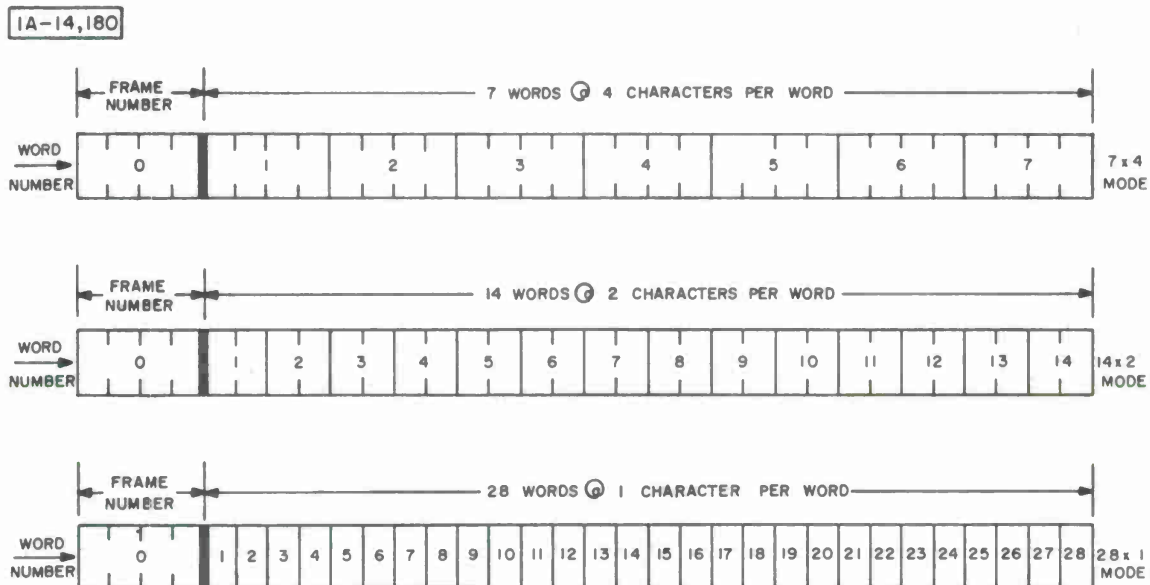 IA-14,180
FRAME NUMBER
7 WORDS @ 4 CHARACTERS PER WORD
WORD NUMBER
0 1 2 3 4 5 6 7
7 x 4 MODE
FRAME NUMBER
14 WORDS @ 2 CHARACTERS PER WORD
WORD NUMBER
0 1 2 3 4 5 6 7 8 9 10 11 12 13 14
14 x 2 MODE
FRAME NUMBER
28 WORDS @ 1 CHARACTER PER WORD
WORD NUMBER
0 1 2 3 4 5 6 7 8 9 10 11 12 13 14 15 16 17 18 19 20 21 22 23 24 25 26 27 28
28 x 1 MODE